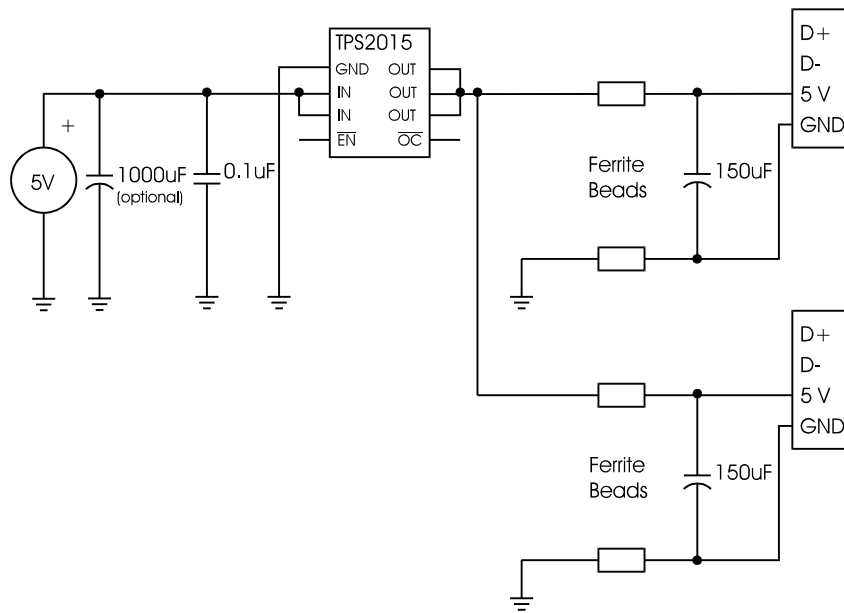 TPS2015
GND OUT
IN OUT
IN OUT
EN OC
+
5V
1000uF
(optional)
0.1uF
D+
D-
5 V
GND
Ferrite
Beads
150uF
D+
D-
5 V
GND
Ferrite
Beads
150uF